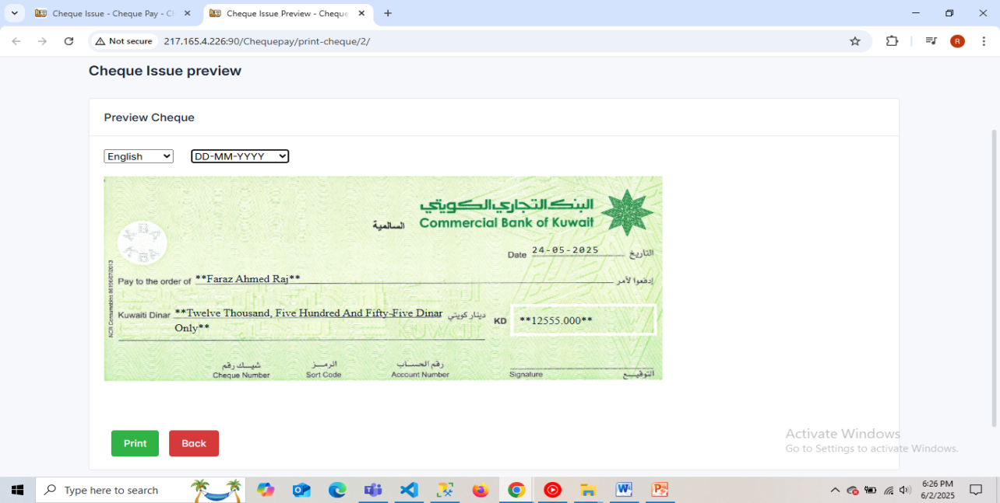 Cheque Issue - Cheque Pay - C
Cheque Issue Preview - Cheque
Not secure
217.165.4.226:90/Chequepay/print-cheque/2/
R
Cheque Issue preview
Preview Cheque
English
DD-MM-YYYY
البنك التجاري الكويتي
السالمية
Commercial Bank of Kuwait
Date 24-05-2025 التاريخ
Pay to the order of **Faraz Ahmed Raj** إدفعوا لأمر
Kuwaiti Dinar **Twelve Thousand, Five Hundred And Fifty-Five Dinar دينار كويتي KD **12555.000**
Only**
شيك رقم الرمز رقم الحساب
Cheque Number Sort Code Account Number Signature التوقيع
Print
Back
Activate Windows
Go to Settings to activate Windows.
Type here to search
6:26 PM
6/2/2025